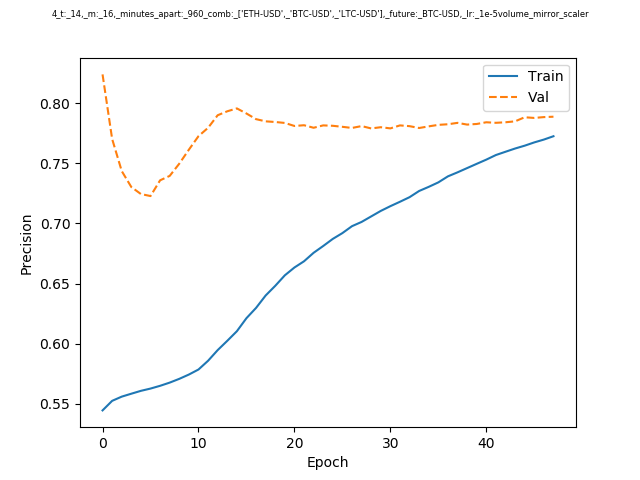 4_t:_14,_m:_16,_minutes_apart:_960_comb:_['ETH-USD',_'BTC-USD',_'LTC-USD'],_future:_BTC-USD,_lr:_1e-5volume_mirror_scaler
Train
Val
0.80
0.75
0.70
0.65
0.60
0.55
Precision
0 10 20 30 40
Epoch